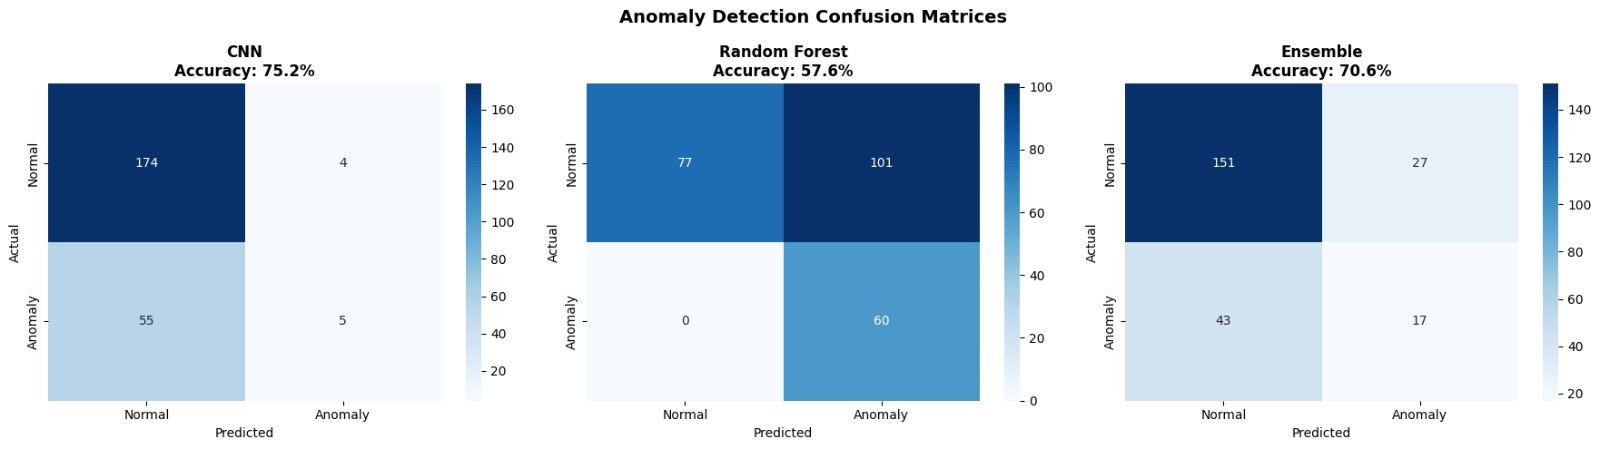 Anomaly Detection Confusion Matrices
CNN
Accuracy: 75.2%
174
4
55
5
Normal
Anomaly
Actual
Normal
Anomaly
Predicted
160
140
120
100
80
60
40
20
Random Forest
Accuracy: 57.6%
77
101
0
60
Normal
Anomaly
Actual
Normal
Anomaly
Predicted
100
80
60
40
20
0
Ensemble
Accuracy: 70.6%
151
27
43
17
Normal
Anomaly
Actual
Normal
Anomaly
Predicted
140
120
100
80
60
40
20